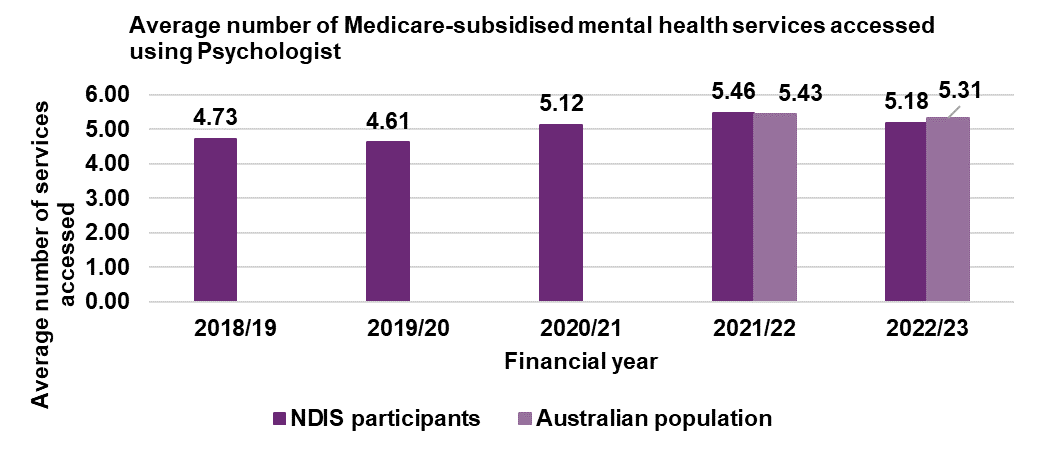 Average number of Medicare-subsidised mental health services accessed
using Psychologist
Average number of services
accessed
6.00
5.00
4.00
3.00
2.00
1.00
0.00
4.73
4.61
5.12
5.46
5.43
5.18
5.31
2018/19
2019/20
2020/21
2021/22
2022/23
Financial year
NDIS participants
Australian population